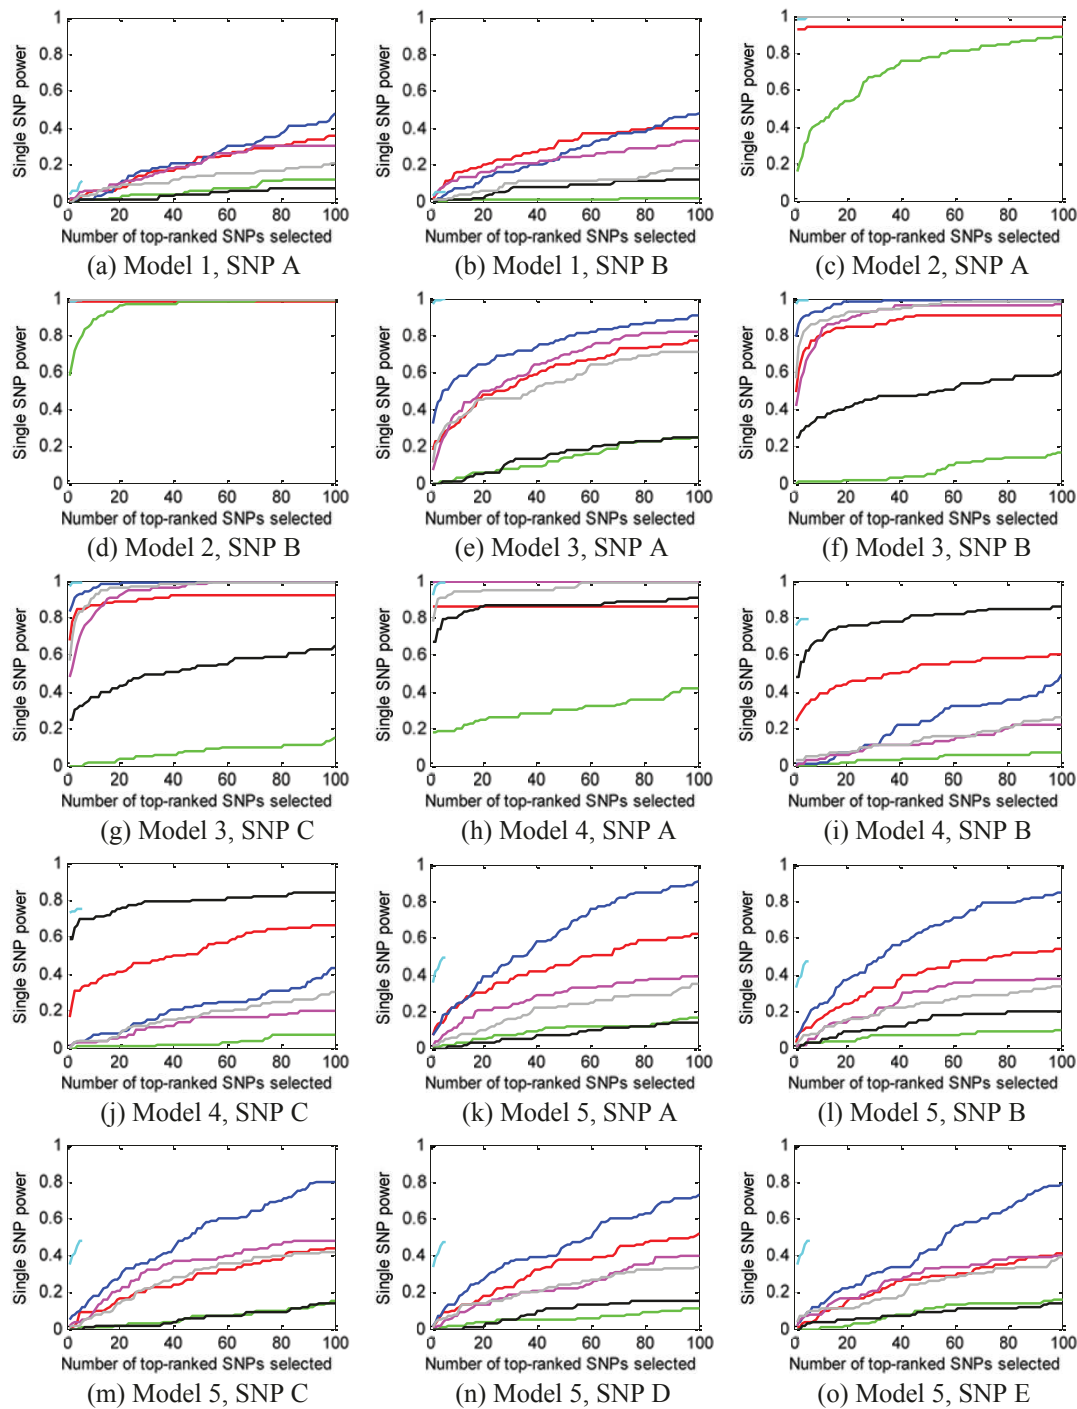 1
0.8
0.6
0.4
0.2
0
Single SNP power
0 20 40 60 80 100
Number of top-ranked SNPs selected
(a) Model 1, SNP A
1
0.8
0.6
0.4
0.2
0
Single SNP power
0 20 40 60 80 100
Number of top-ranked SNPs selected
(b) Model 1, SNP B
1
0.8
0.6
0.4
0.2
0
Single SNP power
0 20 40 60 80 100
Number of top-ranked SNPs selected
(c) Model 2, SNP A
1
0.8
0.6
0.4
0.2
0
Single SNP power
0 20 40 60 80 100
Number of top-ranked SNPs selected
(d) Model 2, SNP B
1
0.8
0.6
0.4
0.2
0
Single SNP power
0 20 40 60 80 100
Number of top-ranked SNPs selected
(e) Model 3, SNP A
1
0.8
0.6
0.4
0.2
0
Single SNP power
0 20 40 60 80 100
Number of top-ranked SNPs selected
(f) Model 3, SNP B
1
0.8
0.6
0.4
0.2
0
Single SNP power
0 20 40 60 80 100
Number of top-ranked SNPs selected
(g) Model 3, SNP C
1
0.8
0.6
0.4
0.2
0
Single SNP power
0 20 40 60 80 100
Number of top-ranked SNPs selected
(h) Model 4, SNP A
1
0.8
0.6
0.4
0.2
0
Single SNP power
0 20 40 60 80 100
Number of top-ranked SNPs selected
(i) Model 4, SNP B
1
0.8
0.6
0.4
0.2
0
Single SNP power
0 20 40 60 80 100
Number of top-ranked SNPs selected
(j) Model 4, SNP C
1
0.8
0.6
0.4
0.2
0
Single SNP power
0 20 40 60 80 100
Number of top-ranked SNPs selected
(k) Model 5, SNP A
1
0.8
0.6
0.4
0.2
0
Single SNP power
0 20 40 60 80 100
Number of top-ranked SNPs selected
(l) Model 5, SNP B
1
0.8
0.6
0.4
0.2
0
Single SNP power
0 20 40 60 80 100
Number of top-ranked SNPs selected
(m) Model 5, SNP C
1
0.8
0.6
0.4
0.2
0
Single SNP power
0 20 40 60 80 100
Number of top-ranked SNPs selected
(n) Model 5, SNP D
1
0.8
0.6
0.4
0.2
0
Single SNP power
0 20 40 60 80 100
Number of top-ranked SNPs selected
(o) Model 5, SNP E